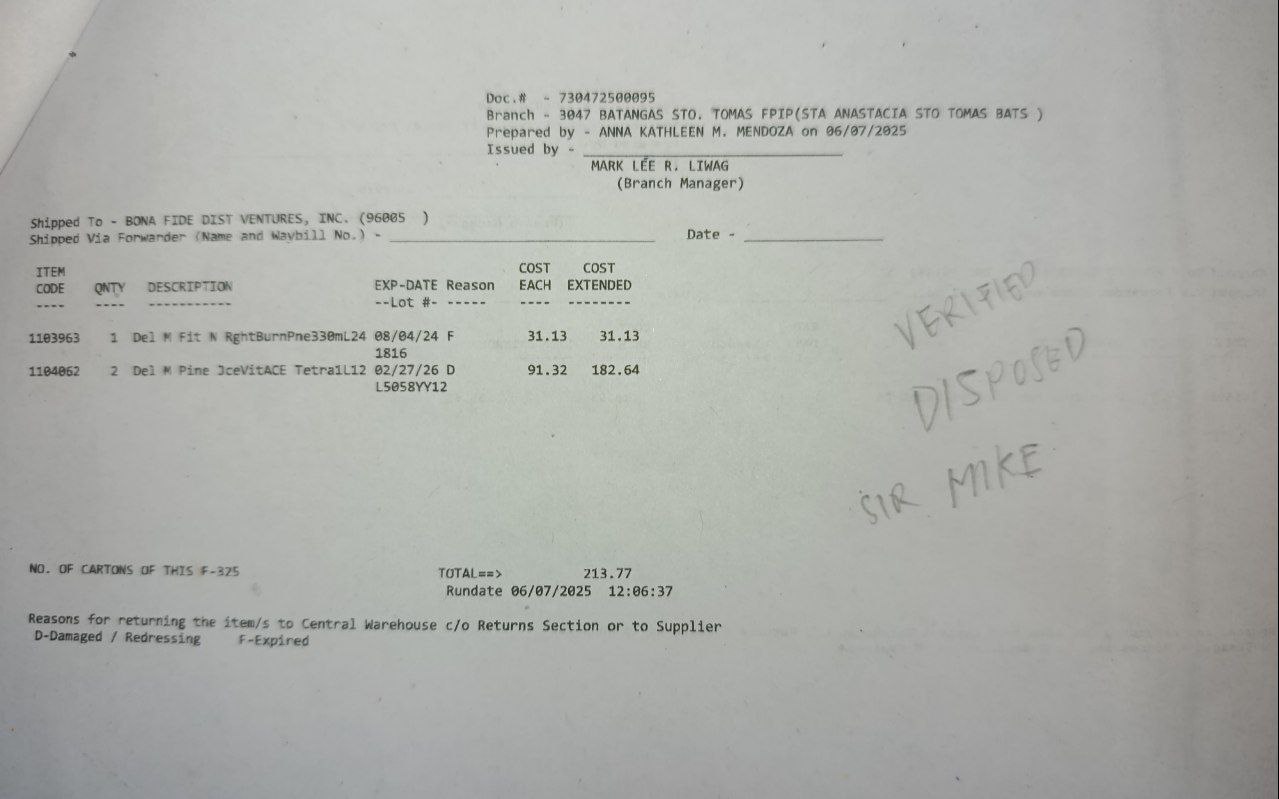 Doc.# - 730472500095
Branch - 3047 BATANGAS STO. TOMAS FPIP(STA ANASTACIA STO TOMAS BATS )
Prepared by - ANNA KATHLEEN M. MENDOZA on 06/07/2025
Issued by - ____________________
MARK LEE R. LIWAG
(Branch Manager)
Shipped To - BONA FIDE DIST VENTURES, INC. (96005 )
Shipped Via Forwarder (Name and Waybill No.) - ____________________ Date - ____________________
ITEM COST COST
CODE QNTY DESCRIPTION EXP-DATE Reason EACH EXTENDED
---- ---- ----------- --Lot #- ----- ---- --------
1103963 1 Del M Fit N RghtBurnPne330mL24 08/04/24 F 31.13 31.13
1816
1104062 2 Del M Pine JceVitACE Tetra1L12 02/27/26 D 91.32 182.64
L5058YY12
VERIFIED
DISPOSED
SIR MIKE
NO. OF CARTONS OF THIS F-325 TOTAL==> 213.77
Rundate 06/07/2025 12:06:37
Reasons for returning the item/s to Central Warehouse c/o Returns Section or to Supplier
D-Damaged / Redressing F-Expired